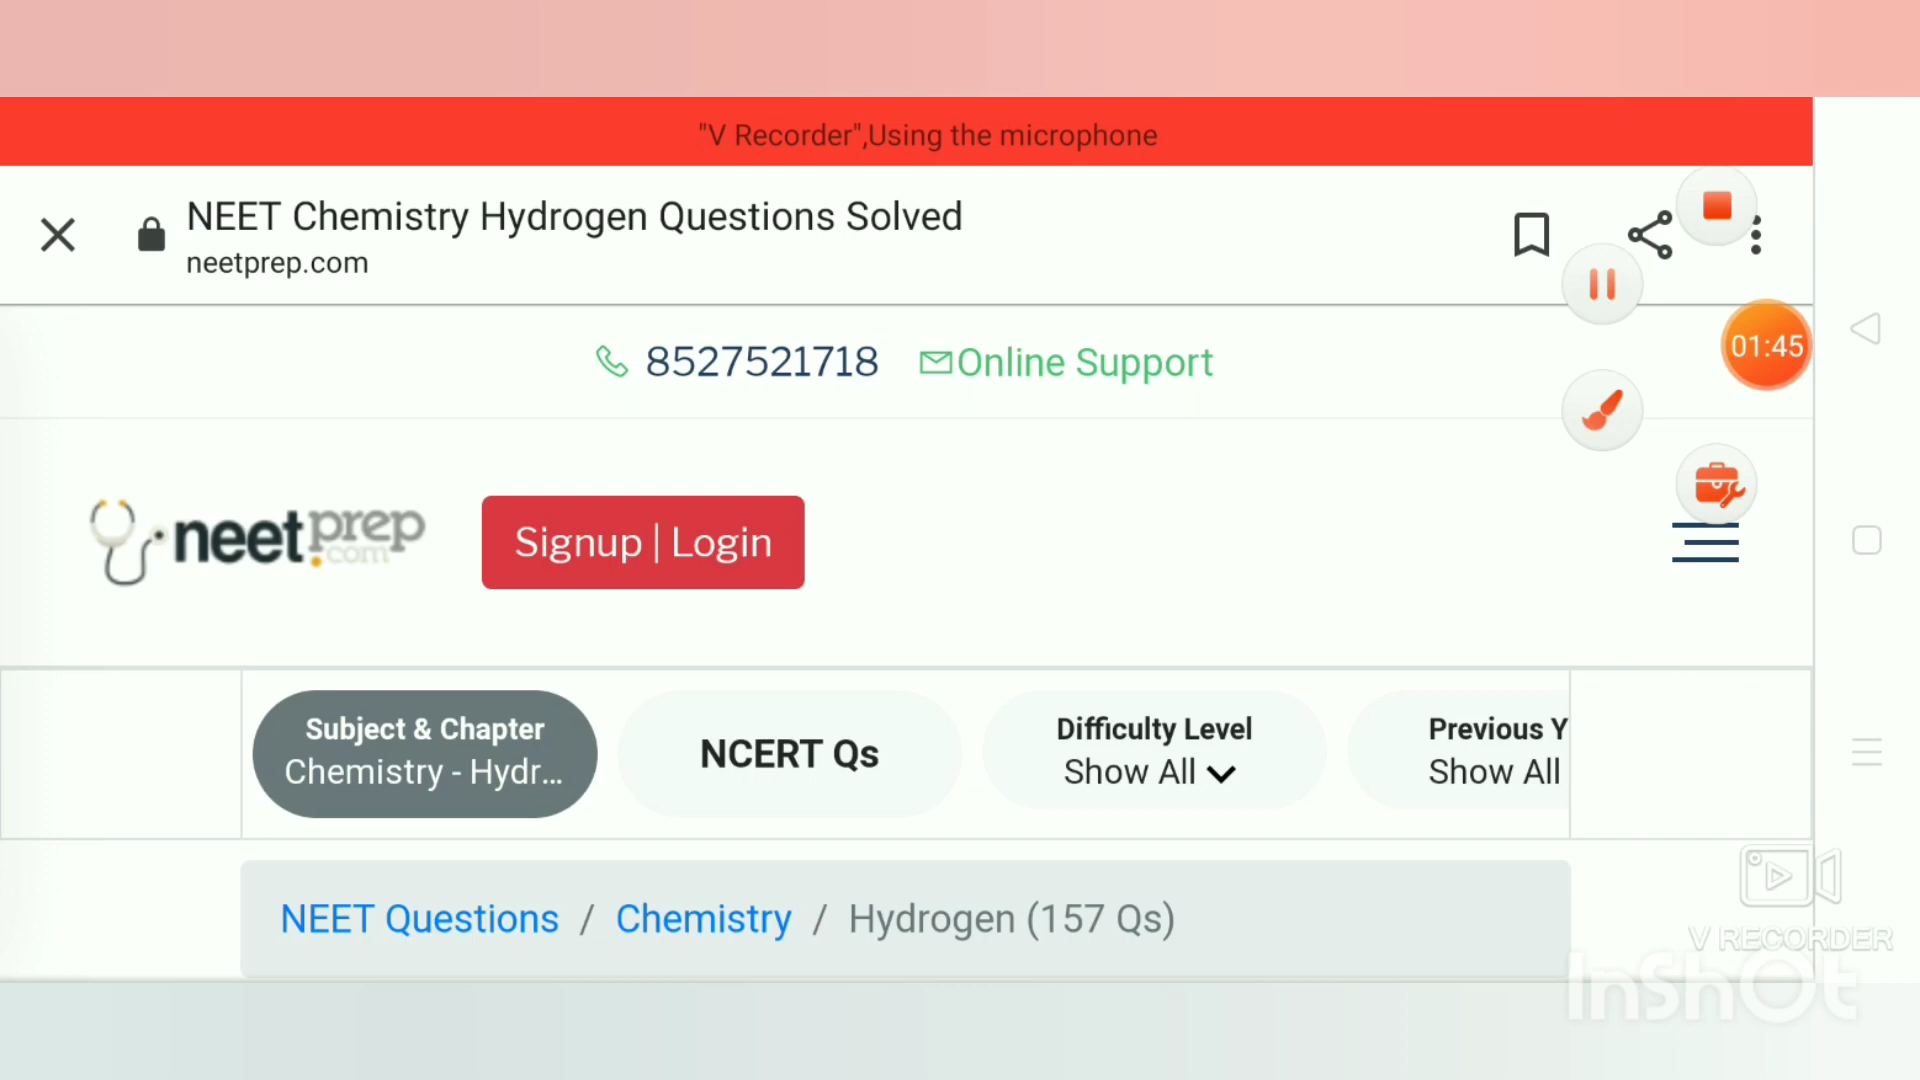 "V Recorder",Using the microphone
NEET Chemistry Hydrogen Questions Solved
neetprep.com
01:45
8527521718 Online Support
neetprep.com Signup | Login
Subject & Chapter
Chemistry - Hydr...
NCERT Qs
Difficulty Level
Show All
Previous Y
Show All
NEET Questions / Chemistry / Hydrogen (157 Qs)
V RECORDER
InShOt